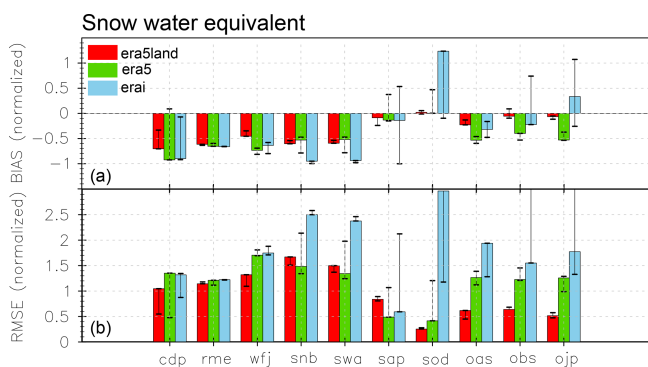 Snow water equivalent
BIAS (normalized)
1
0.5
0
−0.5
−1
era5land
era5
erai
(a)
RMSE (normalized)
2.5
2
1.5
1
0.5
0
(b)
cdp rme wfj snb swa sap sod oas obs ojp